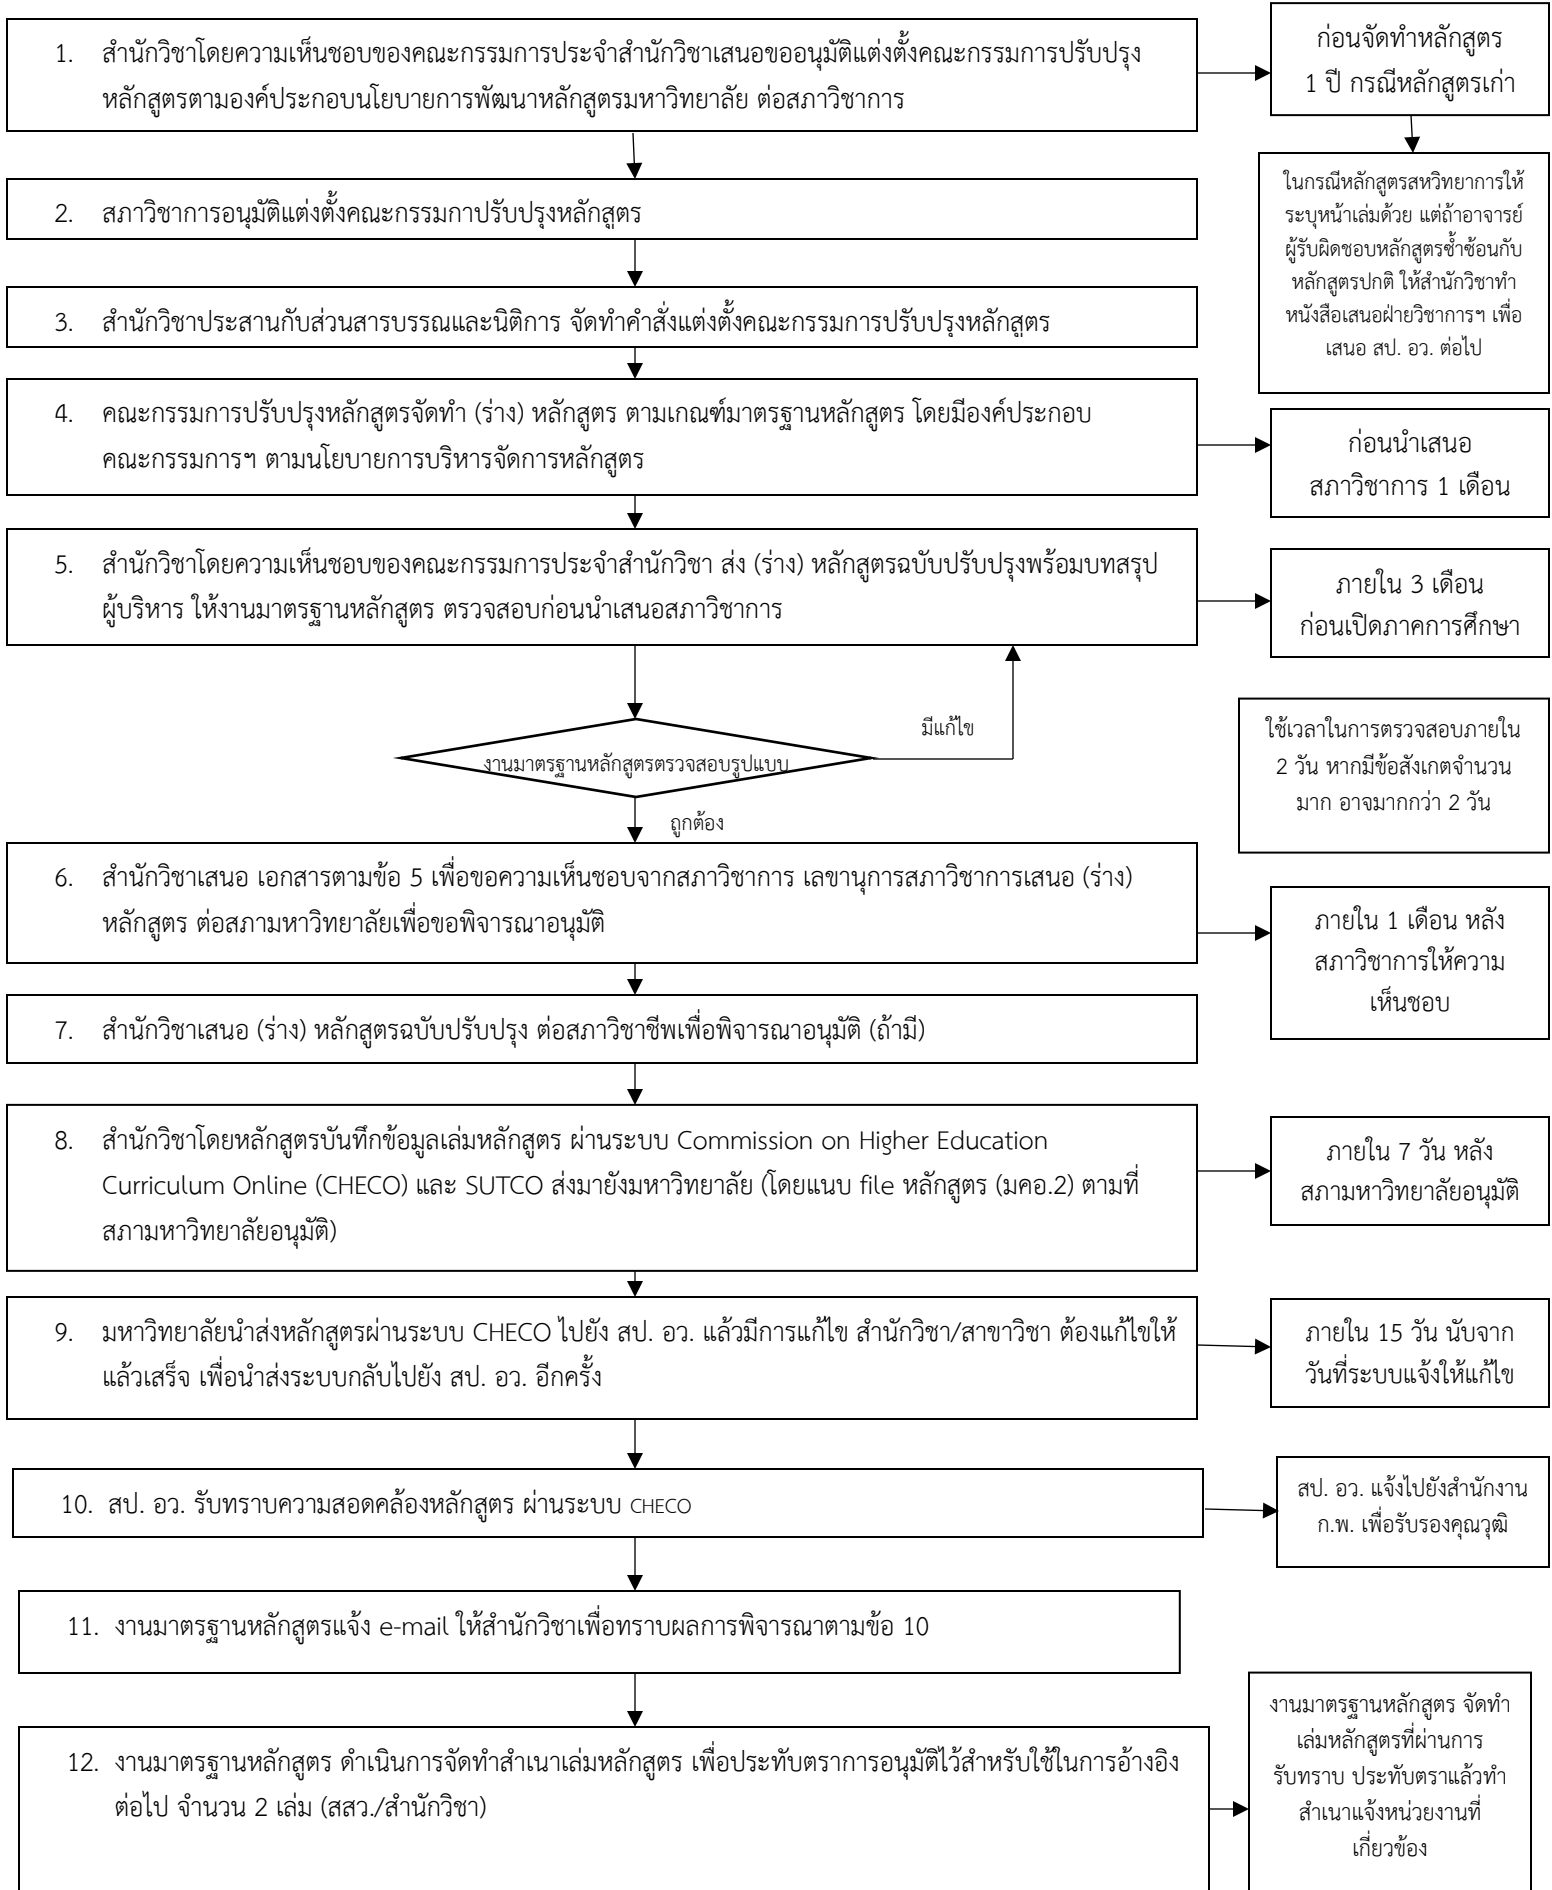 1. สำนักวิชาโดยความเห็นชอบของคณะกรรมการประจำสำนักวิชาเสนอขออนุมัติแต่งตั้งคณะกรรมการปรับปรุง
หลักสูตรตามองค์ประกอบนโยบายการพัฒนาหลักสูตรมหาวิทยาลัย ต่อสภาวิชาการ
ก่อนจัดทำหลักสูตร
1 ปี กรณีหลักสูตรเก่า
ในกรณีหลักสูตรสหวิทยาการให้
ระบุหน้าเล่มด้วย แต่ถ้าอาจารย์
ผู้รับผิดชอบหลักสูตรซ้ำซ้อนกับ
หลักสูตรปกติ ให้สำนักวิชาทำ
หนังสือเสนอฝ่ายวิชาการฯ เพื่อ
เสนอ สป. อว. ต่อไป
2. สภาวิชาการอนุมัติแต่งตั้งคณะกรรมกาปรับปรุงหลักสูตร
3. สำนักวิชาประสานกับส่วนสารบรรณและนิติการ จัดทำคำสั่งแต่งตั้งคณะกรรมการปรับปรุงหลักสูตร
4. คณะกรรมการปรับปรุงหลักสูตรจัดทำ (ร่าง) หลักสูตร ตามเกณฑ์มาตรฐานหลักสูตร โดยมีองค์ประกอบ
คณะกรรมการฯ ตามนโยบายการบริหารจัดการหลักสูตร
ก่อนนำเสนอ
สภาวิชาการ 1 เดือน
5. สำนักวิชาโดยความเห็นชอบของคณะกรรมการประจำสำนักวิชา ส่ง (ร่าง) หลักสูตรฉบับปรับปรุงพร้อมบทสรุป
ผู้บริหาร ให้งานมาตรฐานหลักสูตร ตรวจสอบก่อนนำเสนอสภาวิชาการ
ภายใน 3 เดือน
ก่อนเปิดภาคการศึกษา
มีแก้ไข
งานมาตรฐานหลักสูตรตรวจสอบรูปแบบ
ถูกต้อง
ใช้เวลาในการตรวจสอบภายใน
2 วัน หากมีข้อสังเกตจำนวน
มาก อาจมากกว่า 2 วัน
6. สำนักวิชาเสนอ เอกสารตามข้อ 5 เพื่อขอความเห็นชอบจากสภาวิชาการ เลขานุการสภาวิชาการเสนอ (ร่าง)
หลักสูตร ต่อสภามหาวิทยาลัยเพื่อขอพิจารณาอนุมัติ
ภายใน 1 เดือน หลัง
สภาวิชาการให้ความ
เห็นชอบ
7. สำนักวิชาเสนอ (ร่าง) หลักสูตรฉบับปรับปรุง ต่อสภาวิชาชีพเพื่อพิจารณาอนุมัติ (ถ้ามี)
8. สำนักวิชาโดยหลักสูตรบันทึกข้อมูลเล่มหลักสูตร ผ่านระบบ Commission on Higher Education
Curriculum Online (CHECO) และ SUTCO ส่งมายังมหาวิทยาลัย (โดยแนบ file หลักสูตร (มคอ.2) ตามที่
สภามหาวิทยาลัยอนุมัติ)
ภายใน 7 วัน หลัง
สภามหาวิทยาลัยอนุมัติ
9. มหาวิทยาลัยนำส่งหลักสูตรผ่านระบบ CHECO ไปยัง สป. อว. แล้วมีการแก้ไข สำนักวิชา/สาขาวิชา ต้องแก้ไขให้
แล้วเสร็จ เพื่อนำส่งระบบกลับไปยัง สป. อว. อีกครั้ง
ภายใน 15 วัน นับจาก
วันที่ระบบแจ้งให้แก้ไข
10. สป. อว. รับทราบความสอดคล้องหลักสูตร ผ่านระบบ CHECO
สป. อว. แจ้งไปยังสำนักงาน
ก.พ. เพื่อรับรองคุณวุฒิ
11. งานมาตรฐานหลักสูตรแจ้ง e-mail ให้สำนักวิชาเพื่อทราบผลการพิจารณาตามข้อ 10
12. งานมาตรฐานหลักสูตร ดำเนินการจัดทำสำเนาเล่มหลักสูตร เพื่อประทับตราการอนุมัติไว้สำหรับใช้ในการอ้างอิง
ต่อไป จำนวน 2 เล่ม (สสว./สำนักวิชา)
งานมาตรฐานหลักสูตร จัดทำ
เล่มหลักสูตรที่ผ่านการ
รับทราบ ประทับตราแล้วทำ
สำเนาแจ้งหน่วยงานที่
เกี่ยวข้อง